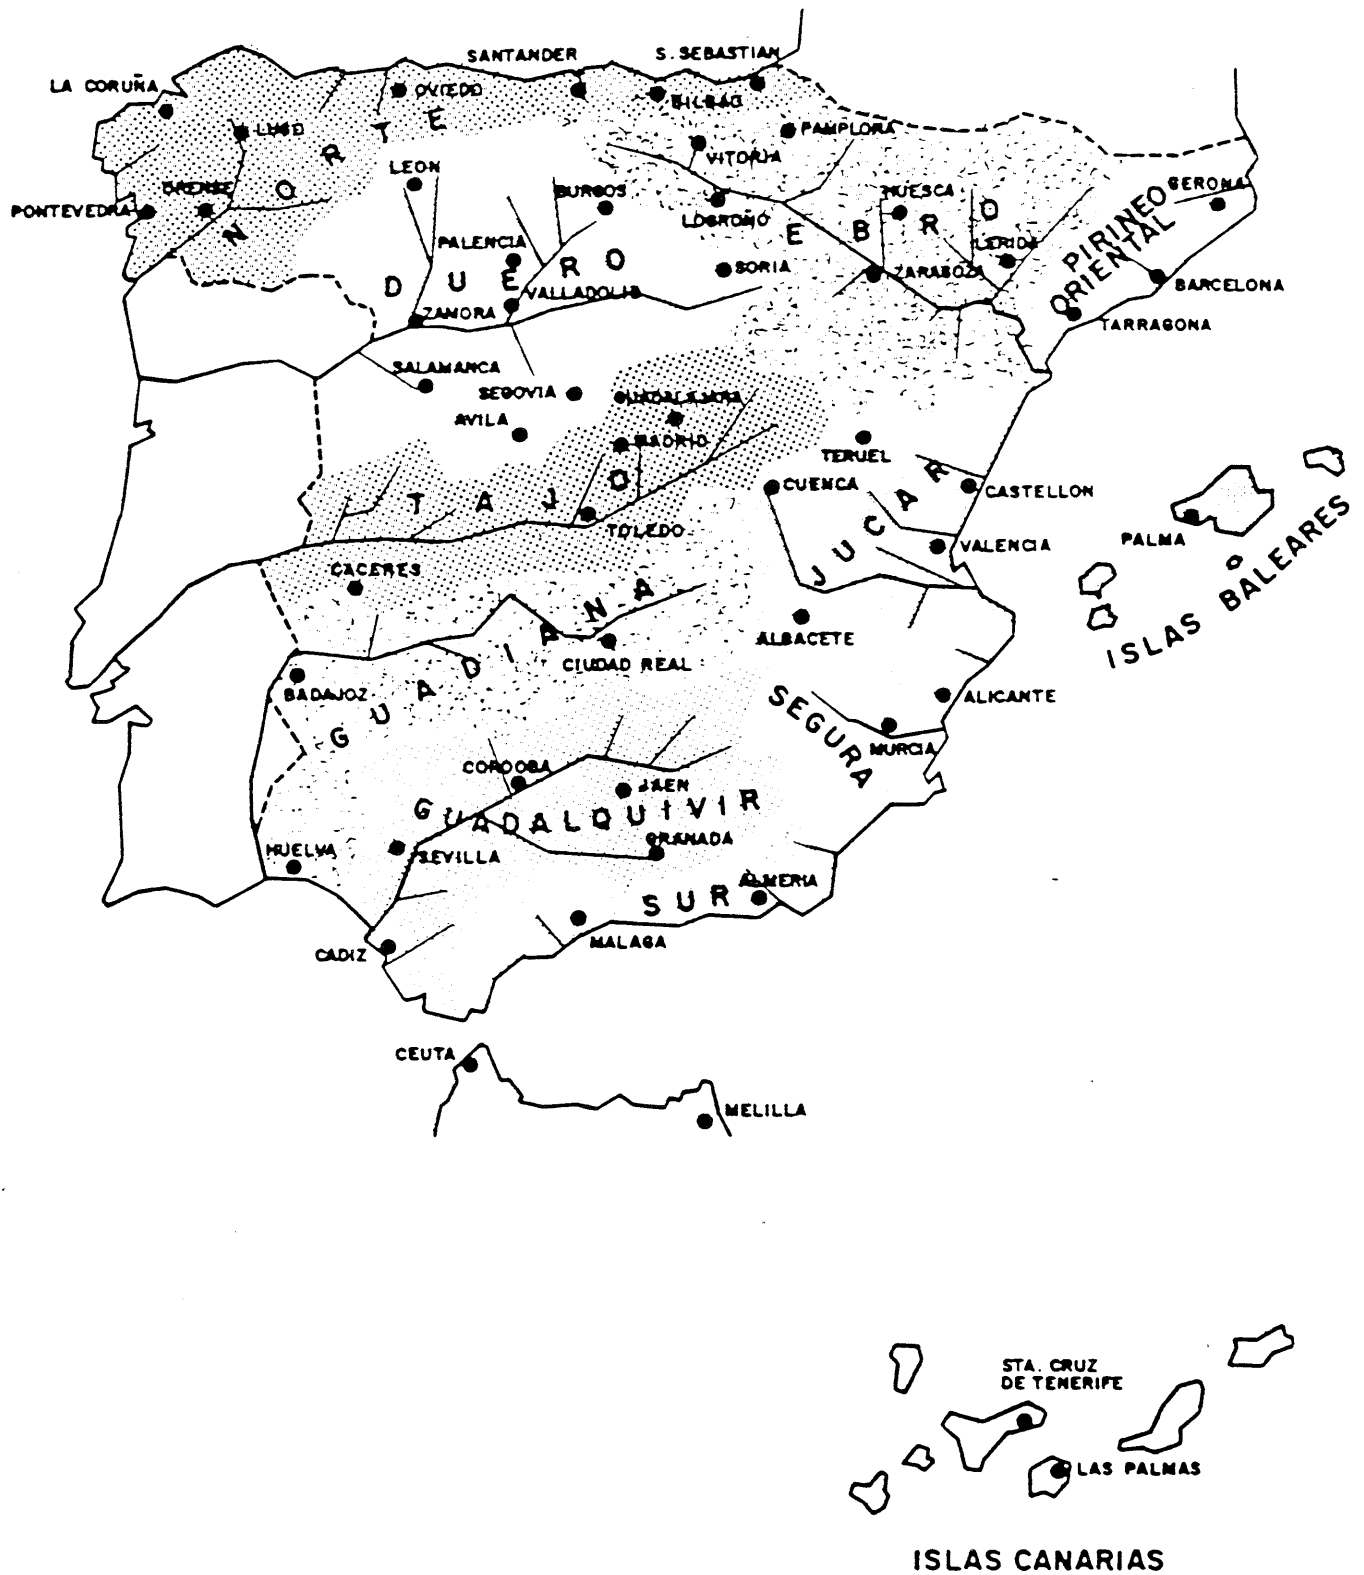 SANTANDER
S. SEBASTIAN
LA CORUÑA
OVIEDO
BILBAO
LUGO
NORTE
PAMPLORA
VITORIA
LEON
ORENSE
BURGOS
HUESCA
GERONA
PONTEVEDRA
LOGROÑO
EBRO
PIRINEO
ORIENTAL
PALENCIA
LERIDA
SORIA
ZARAGOZA
DUERO
VALLADOLID
BARCELONA
ZAMORA
TARRAGONA
SALAMANCA
SEGOVIA
GUADALAJARA
AVILA
MADRID
TERUEL
CUENCA
JUCAR
CASTELLON
TAJO
TOLEDO
VALENCIA
PALMA
ISLAS BALEARES
CACERES
GUADIANA
ALBACETE
CIUDAD REAL
BADAJOZ
ALICANTE
SEGURA
MURCIA
CORDOBA
JAEN
GUADALQUIVIR
GRANADA
HUELVA
SEVILLA
ALMERIA
SUR
MALAGA
CADIZ
CEUTA
MELILLA
STA. CRUZ
DE TENERIFE
LAS PALMAS
ISLAS CANARIAS